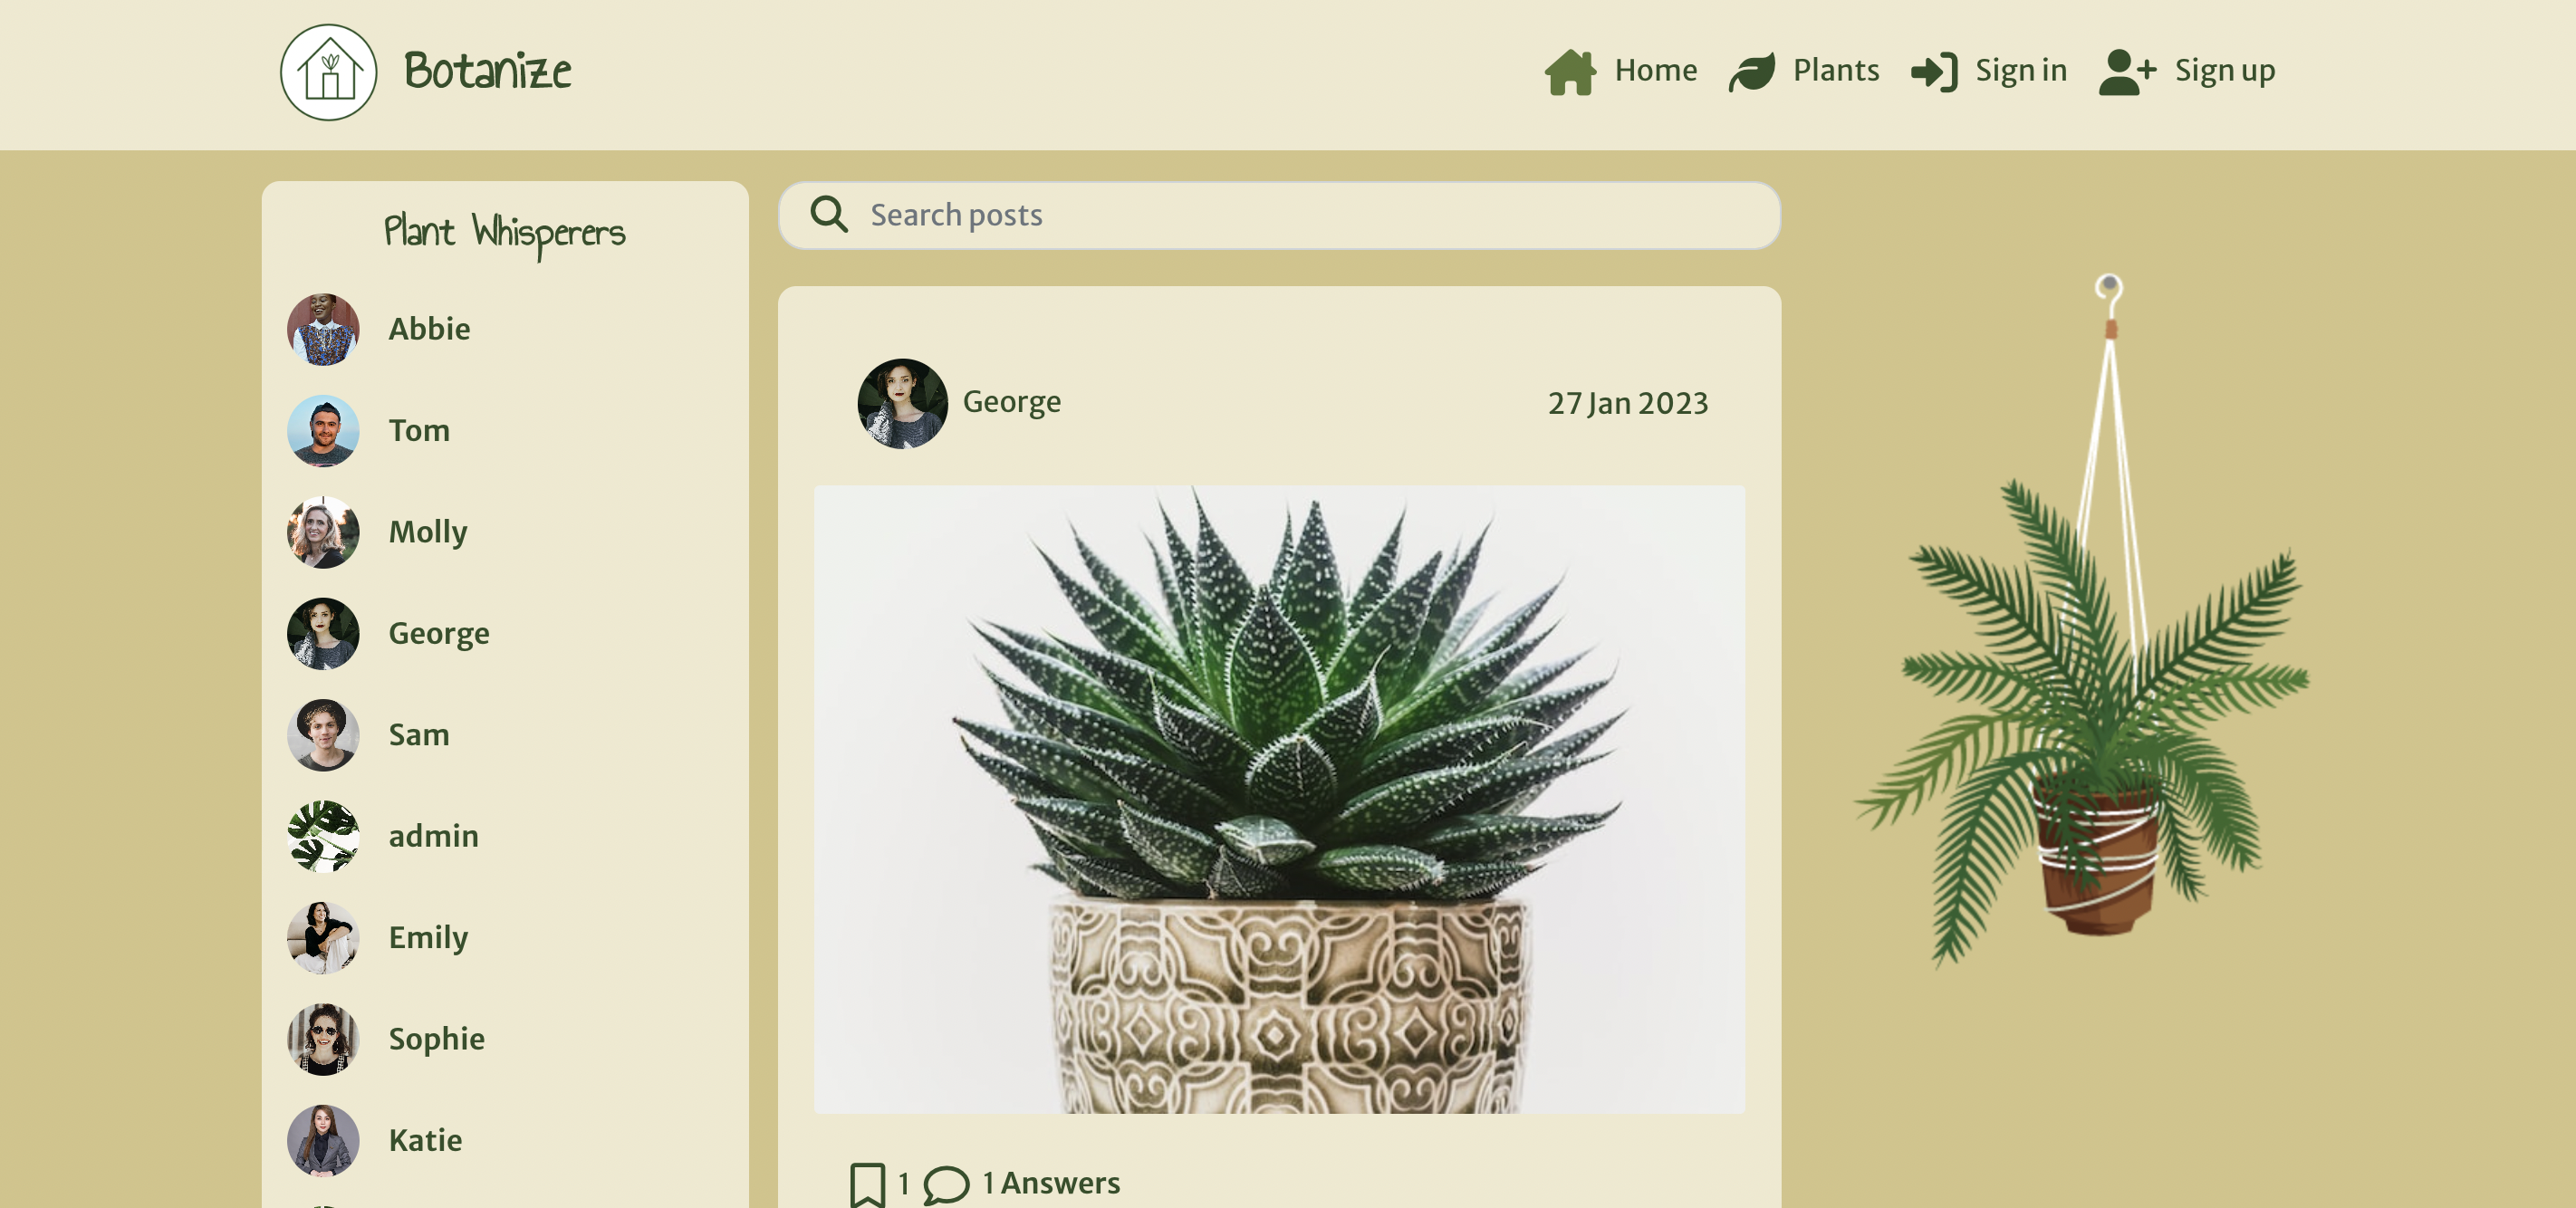 Botanize
Home
Plants
Sign in
Sign up
Plant Whisperers
Abbie
Tom
Molly
George
Sam
admin
Emily
Sophie
Katie
Search posts
George
27 Jan 2023
1
1 Answers